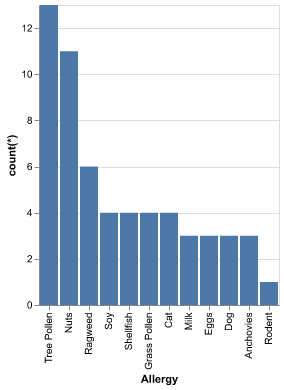 12
10
8
6
4
2
0
count(*)
Tree Pollen
Nuts
Ragweed
Soy
Shellfish
Grass Pollen
Cat
Milk
Eggs
Dog
Anchovies
Rodent
Allergy